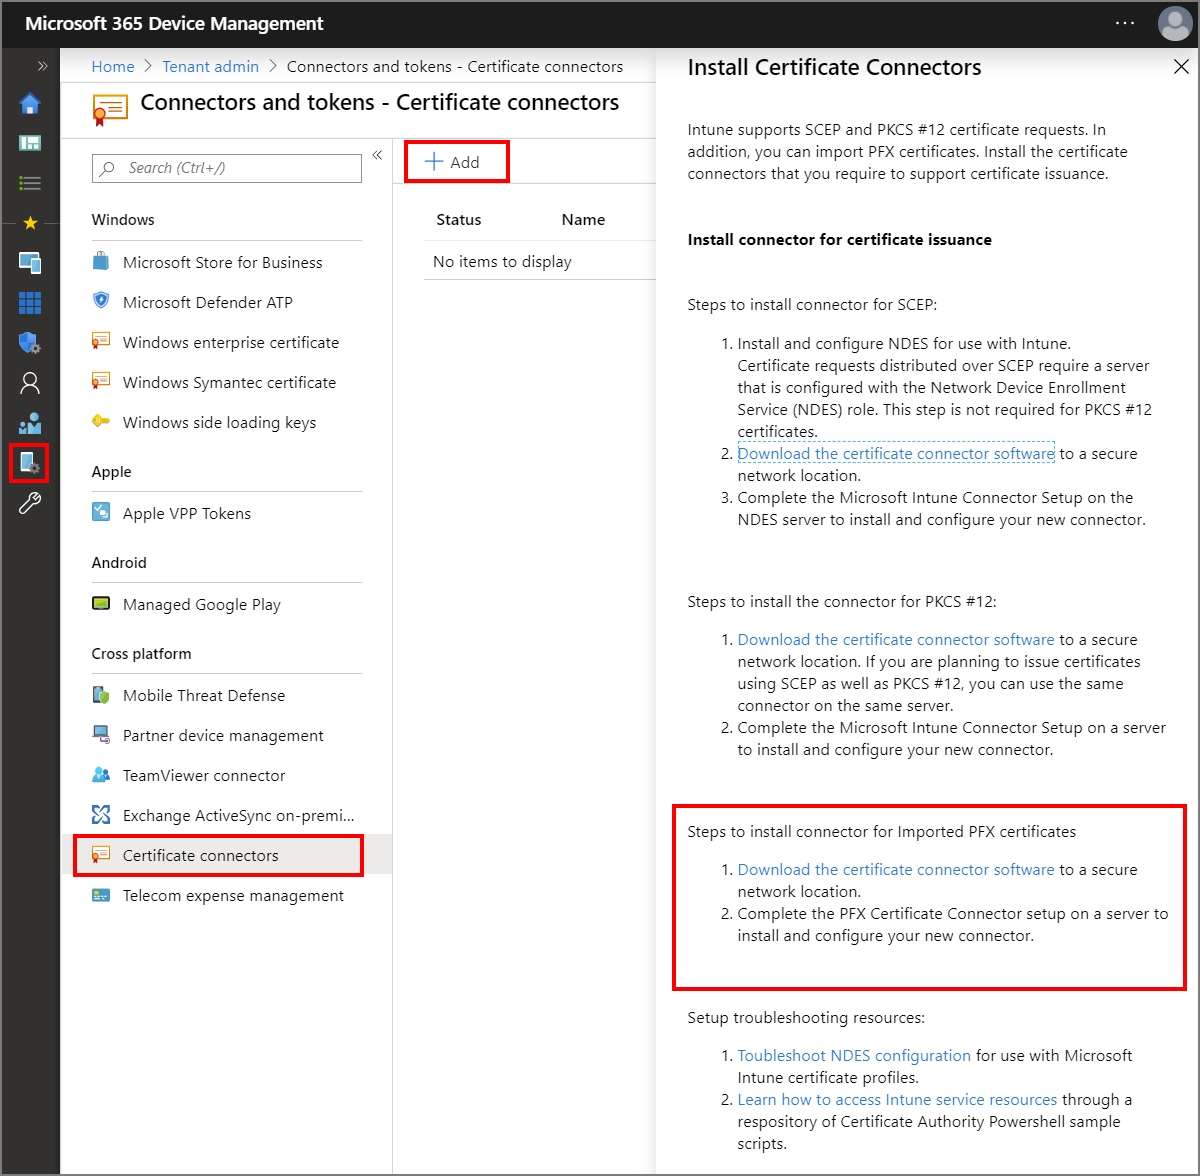 Microsoft 365 Device Management
Home > Tenant admin > Connectors and tokens - Certificate connectors
Connectors and tokens - Certificate connectors
Search (Ctrl+/)
Windows
Microsoft Store for Business
Microsoft Defender ATP
Windows enterprise certificate
Windows Symantec certificate
Windows side loading keys
Apple
Apple VPP Tokens
Android
Managed Google Play
Cross platform
Mobile Threat Defense
Partner device management
TeamViewer connector
Exchange ActiveSync on-premi...
Certificate connectors
Telecom expense management
Add
Status Name
No items to display
Install Certificate Connectors
Intune supports SCEP and PKCS #12 certificate requests. In
addition, you can import PFX certificates. Install the certificate
connectors that you require to support certificate issuance.
Install connector for certificate issuance
Steps to install connector for SCEP:
1. Install and configure NDES for use with Intune.
Certificate requests distributed over SCEP require a server
that is configured with the Network Device Enrollment
Service (NDES) role. This step is not required for PKCS #12
certificates.
2. Download the certificate connector software to a secure
network location.
3. Complete the Microsoft Intune Connector Setup on the
NDES server to install and configure your new connector.
Steps to install the connector for PKCS #12:
1. Download the certificate connector software to a secure
network location. If you are planning to issue certificates
using SCEP as well as PKCS #12, you can use the same
connector on the same server.
2. Complete the Microsoft Intune Connector Setup on a server
to install and configure your new connector.
Steps to install connector for Imported PFX certificates
1. Download the certificate connector software to a secure
network location.
2. Complete the PFX Certificate Connector setup on a server to
install and configure your new connector.
Setup troubleshooting resources:
1. Toubleshoot NDES configuration for use with Microsoft
Intune certificate profiles.
2. Learn how to access Intune service resources through a
respository of Certificate Authority Powershell sample
scripts.